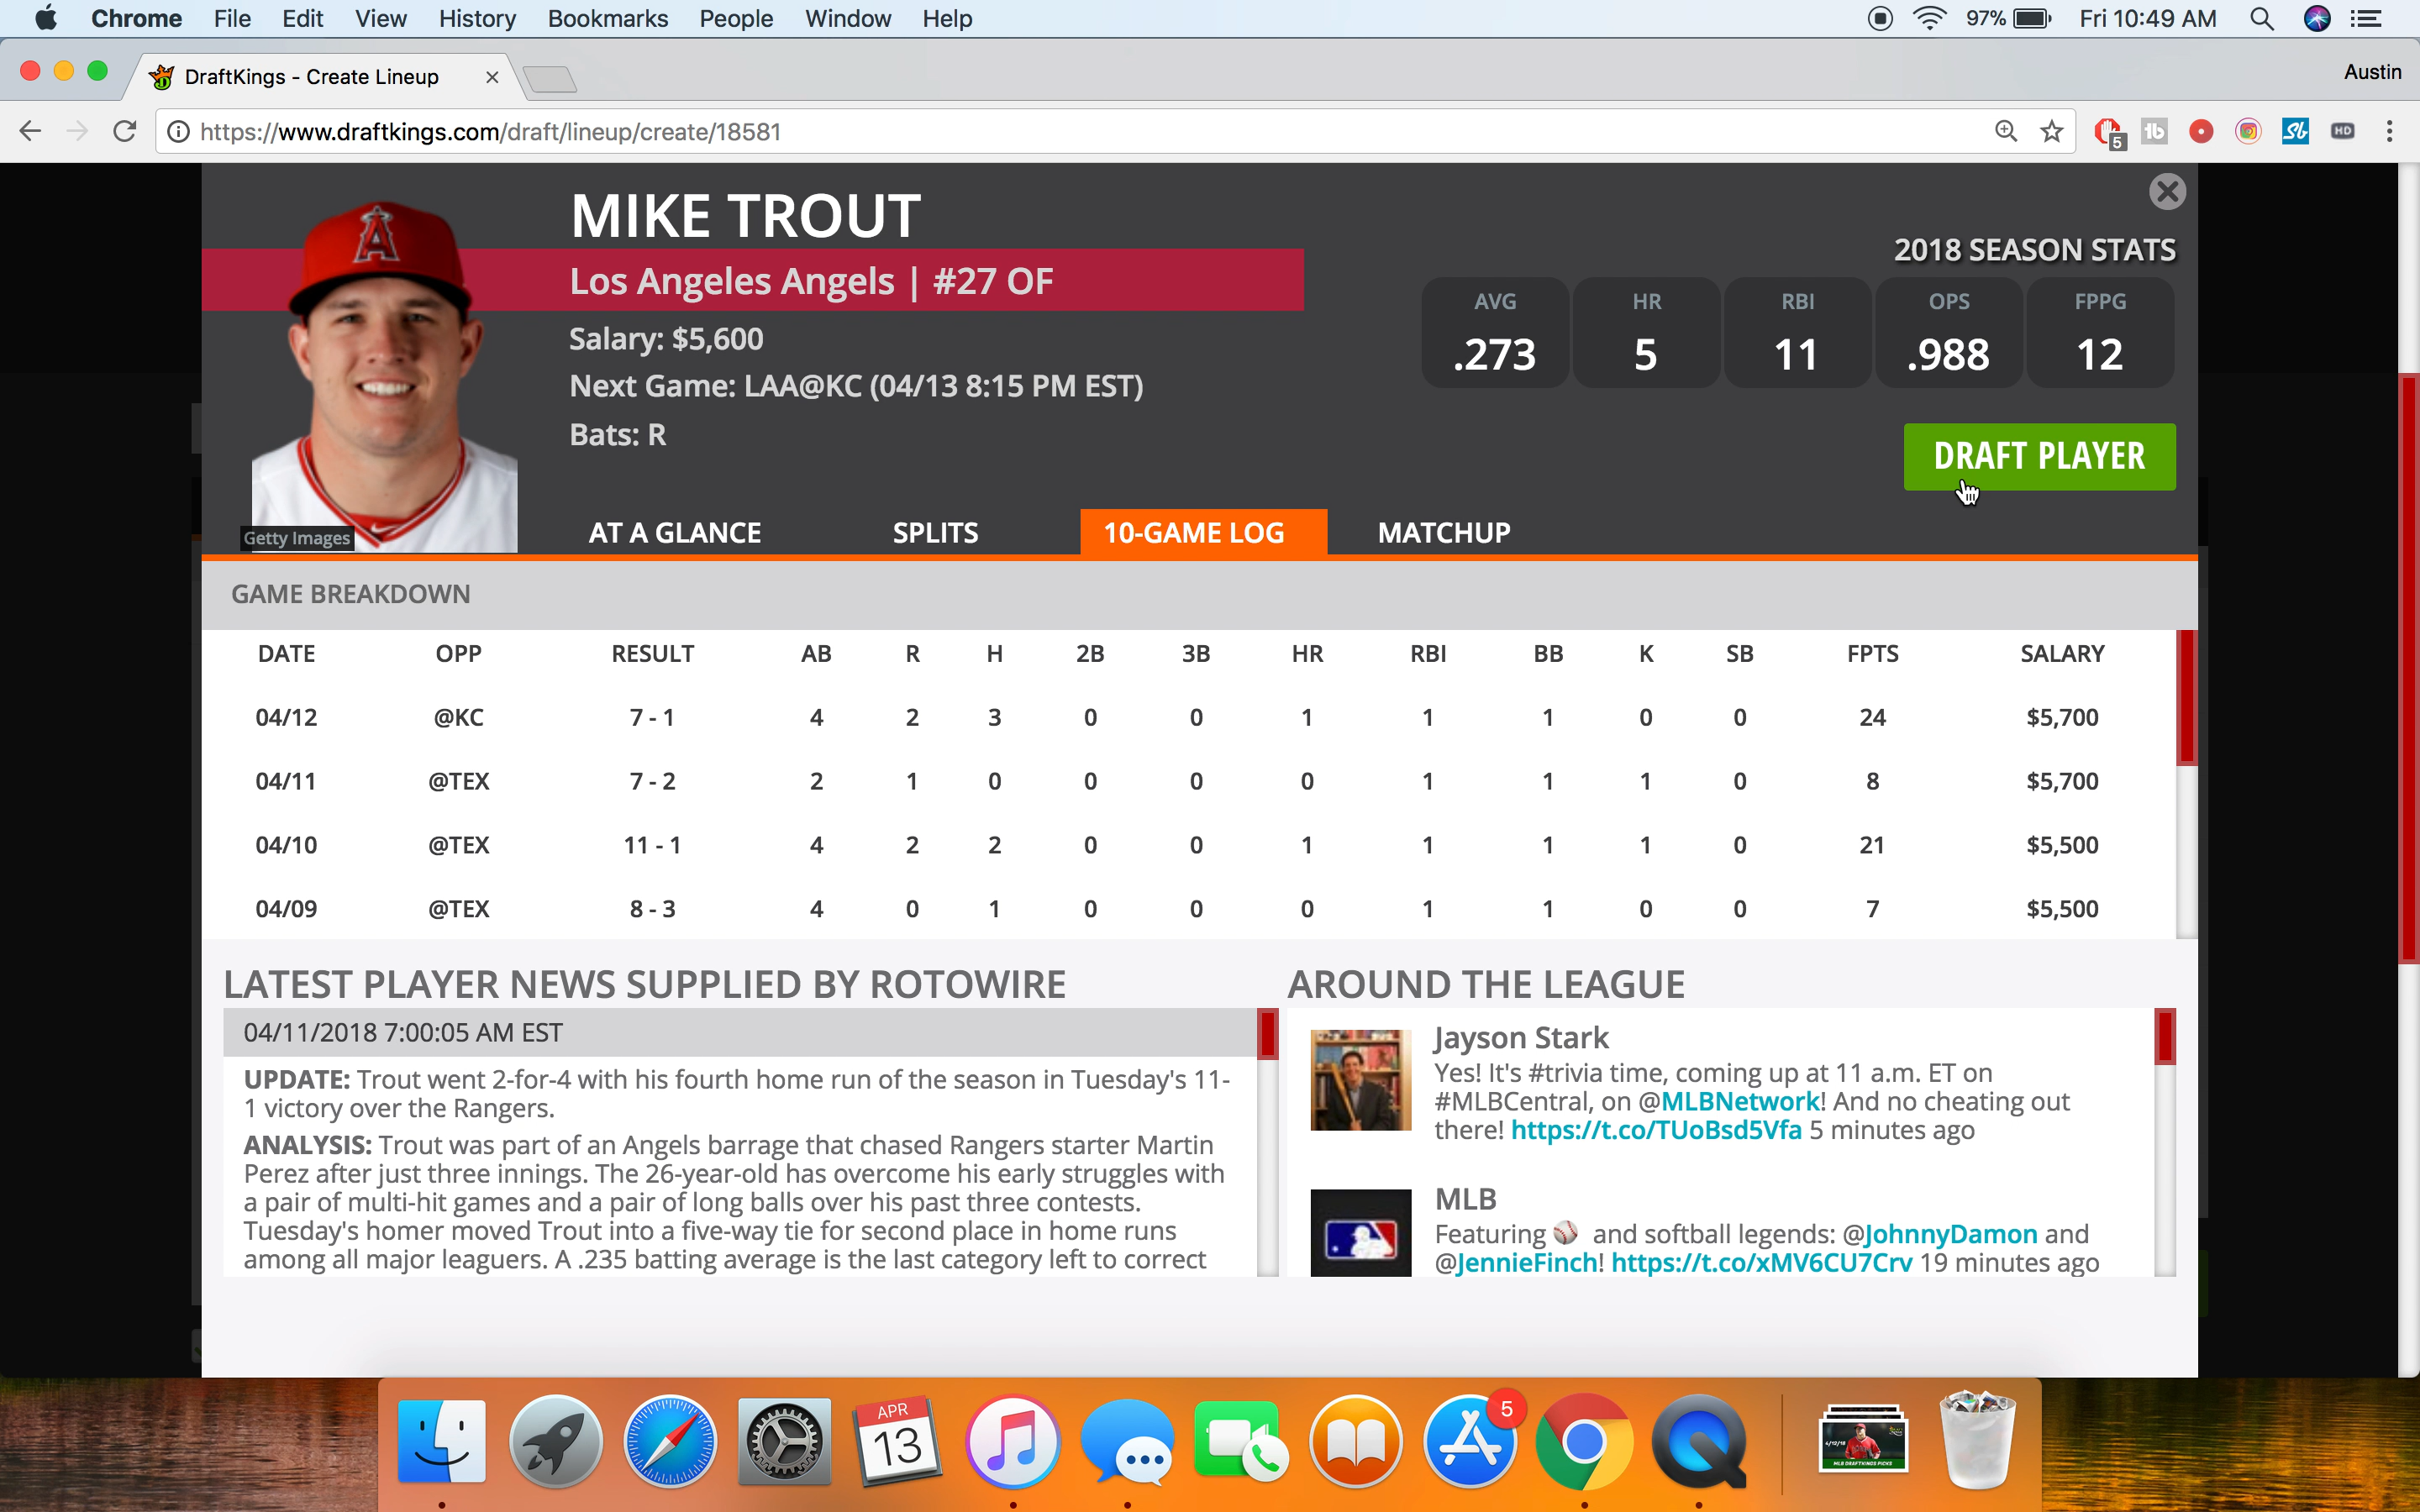 Chrome File Edit View History Bookmarks People Window Help 97% Fri 10:49 AM
DraftKings - Create Lineup Austin
https://www.draftkings.com/draft/lineup/create/18581 5 HD
MIKE TROUT
Los Angeles Angels | #27 OF
Salary: $5,600
Next Game: LAA@KC (04/13 8:15 PM EST)
Bats: R
2018 SEASON STATS
AVG HR RBI OPS FPPG
.273 5 11 .988 12
DRAFT PLAYER
Getty Images
AT A GLANCE SPLITS 10-GAME LOG MATCHUP
GAME BREAKDOWN
DATE OPP RESULT AB R H 2B 3B HR RBI BB K SB FPTS SALARY
04/12 @KC 7 - 1 4 2 3 0 0 1 1 1 0 0 24 $5,700
04/11 @TEX 7 - 2 2 1 0 0 0 0 1 1 1 0 8 $5,700
04/10 @TEX 11 - 1 4 2 2 0 0 1 1 1 1 0 21 $5,500
04/09 @TEX 8 - 3 4 0 1 0 0 0 1 1 0 0 7 $5,500
LATEST PLAYER NEWS SUPPLIED BY ROTOWIRE
04/11/2018 7:00:05 AM EST
UPDATE: Trout went 2-for-4 with his fourth home run of the season in Tuesday's 11-
1 victory over the Rangers.
ANALYSIS: Trout was part of an Angels barrage that chased Rangers starter Martin
Perez after just three innings. The 26-year-old has overcome his early struggles with
a pair of multi-hit games and a pair of long balls over his past three contests.
Tuesday's homer moved Trout into a five-way tie for second place in home runs
among all major leaguers. A .235 batting average is the last category left to correct
AROUND THE LEAGUE
Jayson Stark
Yes! It's #trivia time, coming up at 11 a.m. ET on
#MLBCentral, on @MLBNetwork! And no cheating out
there! https://t.co/TUoBsd5Vfa 5 minutes ago
MLB
Featuring ⚾ and softball legends: @JohnnyDamon and
@JennieFinch! https://t.co/xMV6CU7Crv 19 minutes ago
APR
13
5
4/13/18
MLB DRAFTKINGS PICKS